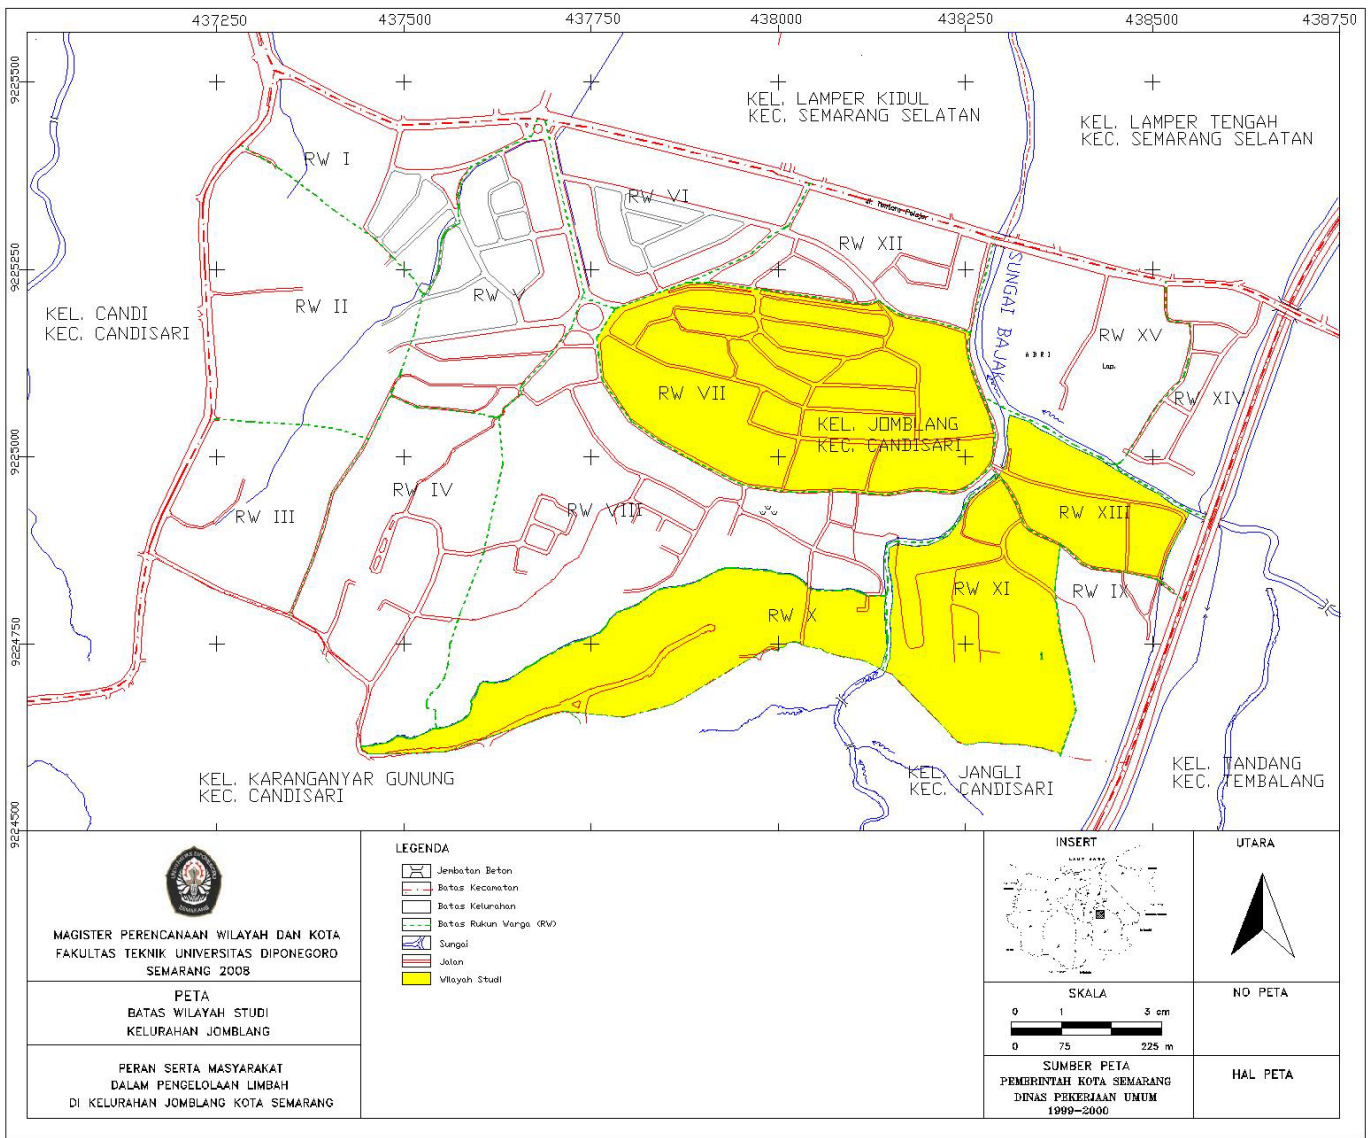 437250 437500 437750 438000 438250 438500 438750
9225500
9225250
9225000
9224750
9224500
KEL. LAMPER KIDUL
KEC. SEMARANG SELATAN
KEL. LAMPER TENGAH
KEC. SEMARANG SELATAN
RW I
RW VI
Jl. Tentara Pelajar
RW XII
SUNGAI BAJAK
RW II
RW V
KEL. CANDI
KEC. CANDISARI
RW XV
A D R I
Lap.
RW VII
RW XIV
KEL. JOMBLANG
KEC. CANDISARI
RW IV
RW III
RW VIII
RW XIII
RW XI
RW IX
RW X
KEL. KARANGANYAR GUNUNG
KEC. CANDISARI
KEL. JANGLI
KEC. CANDISARI
KEL. TANDANG
KEC. TEMBALANG
MAGISTER PERENCANAAN WILAYAH DAN KOTA
FAKULTAS TEKNIK UNIVERSITAS DIPONEGORO
SEMARANG 2008
PETA
BATAS WILAYAH STUDI
KELURAHAN JOMBLANG
PERAN SERTA MASYARAKAT
DALAM PENGELOLAAN LIMBAH
DI KELURAHAN JOMBLANG KOTA SEMARANG
LEGENDA
Jembatan Beton
Batas Kecamatan
Batas Kelurahan
Batas Rukun Warga (RW)
Sungai
Jalan
Wilayah Studi
INSERT
LAUT JAWA
UTARA
SKALA
0 1 3 cm
0 75 225 m
NO PETA
SUMBER PETA
PEMERINTAH KOTA SEMARANG
DINAS PEKERJAAN UMUM
1999-2000
HAL PETA